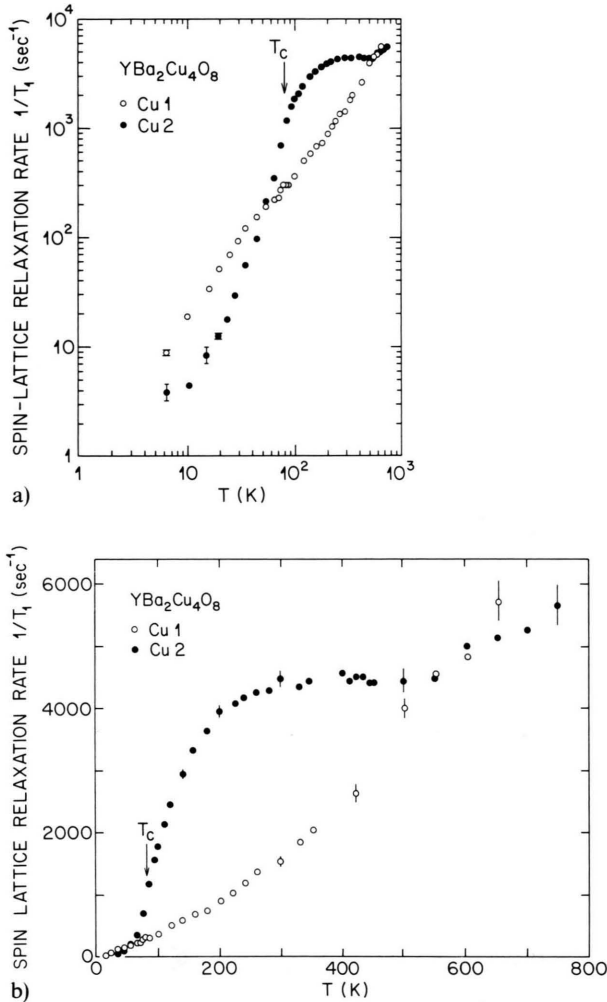 SPIN-LATTICE RELAXATION RATE 1/T₁ (sec⁻¹)
10⁵
10⁴
10³
10²
10
1
YBa₂Cu₄O₈
○ Cu 1
● Cu 2
T_C
1
10
10²
10³
T (K)
a)
SPIN LATTICE RELAXATION RATE 1/T₁ (sec⁻¹)
6000
4000
2000
0
YBa₂Cu₄O₈
○ Cu 1
● Cu 2
T_C
0
200
400
600
800
T (K)
b)